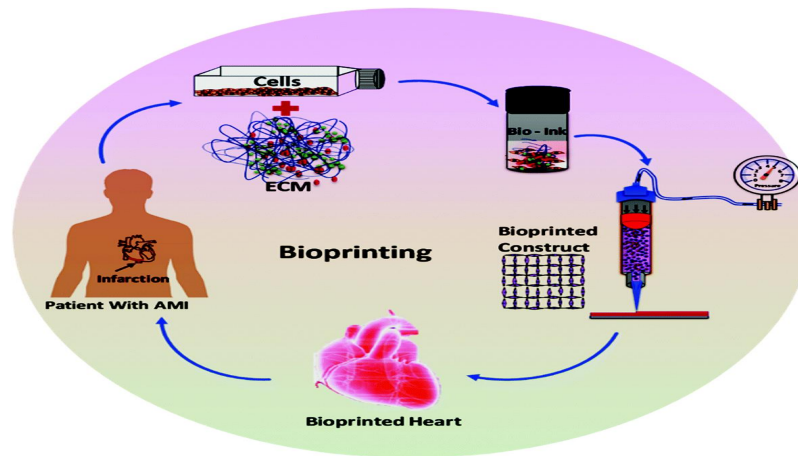 Cells
ECM
Bio - Ink
Pressure
Bioprinted
Construct
Bioprinting
Infarction
Patient With AMI
Bioprinted Heart